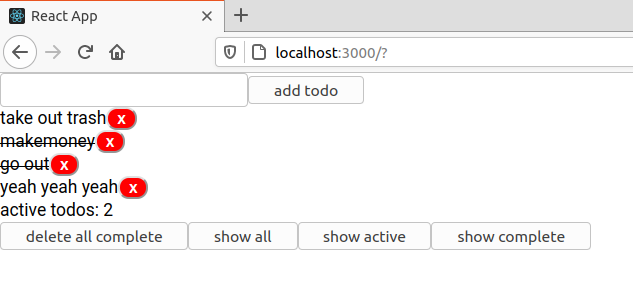 React App
localhost:3000/?
add todo
take out trash x
makemoney x
go out x
yeah yeah yeah x
active todos: 2
delete all complete show all show active show complete